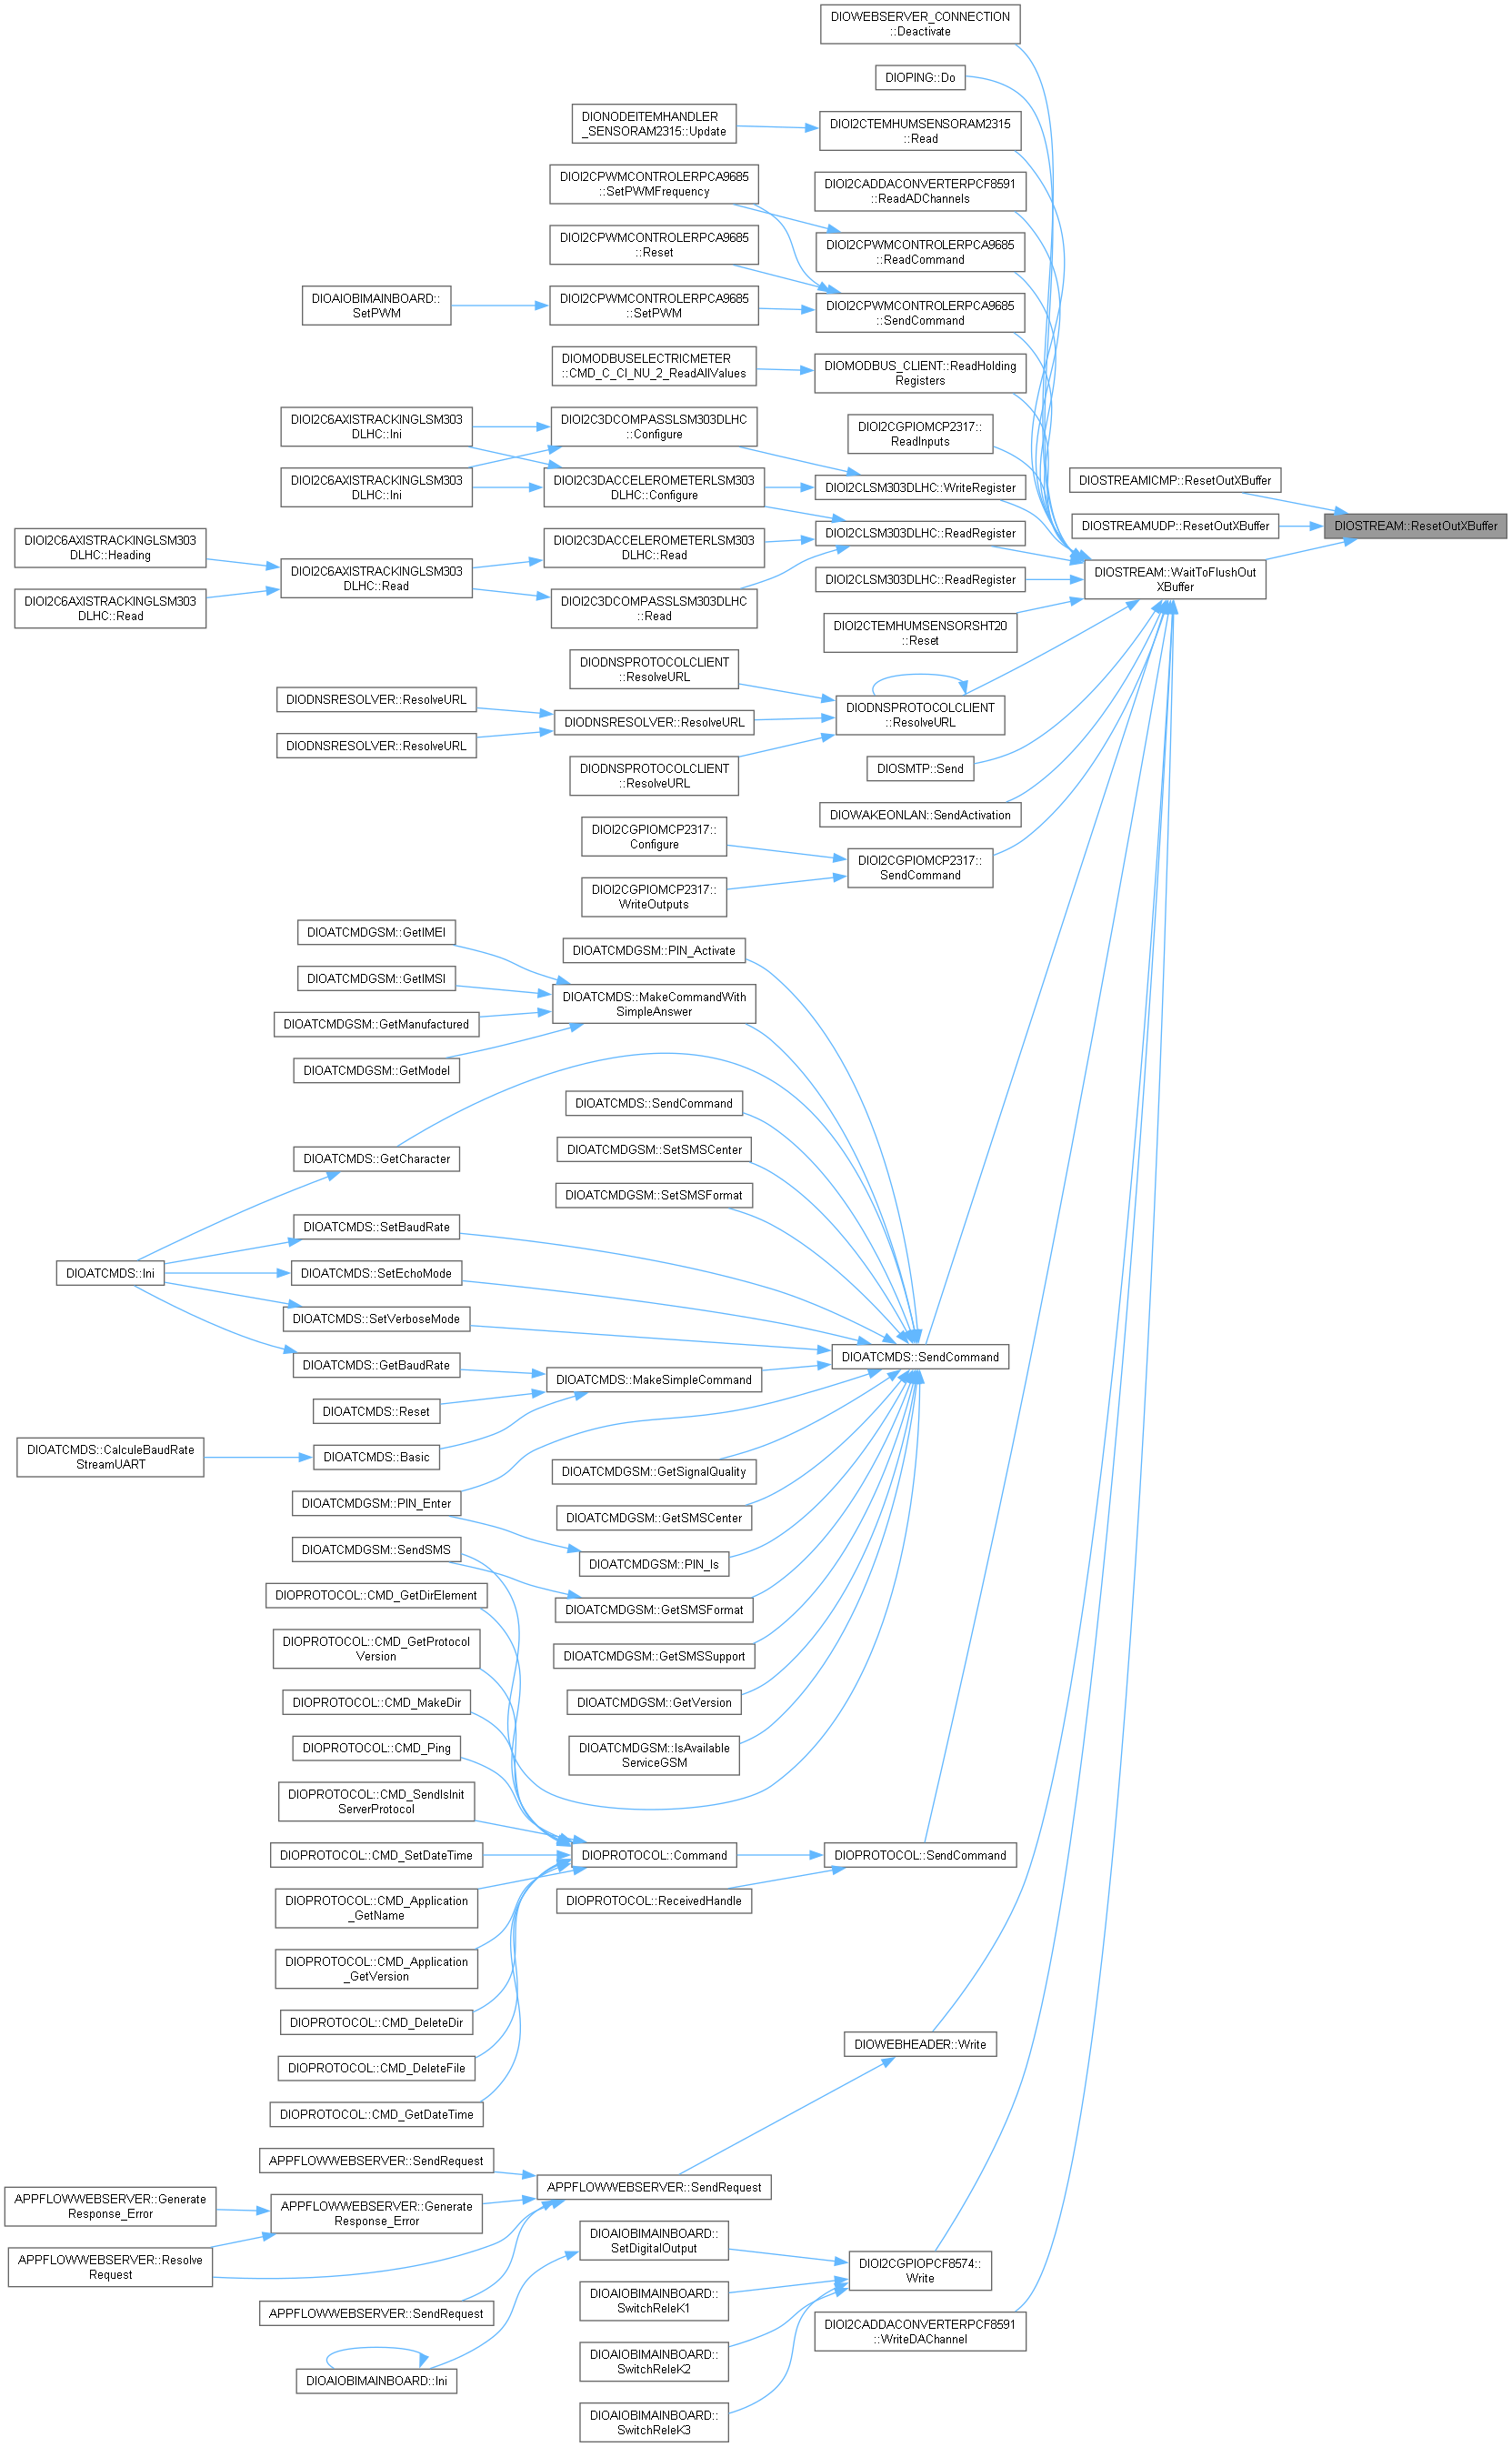 DIOWEBSERVER_CONNECTION
::Deactivate
DIOPING::Do
DIONODEITEMHANDLER
_SENSORAM2315::Update
DIOI2CTEMHUMSENSORAM2315
::Read
DIOI2CPWMCONTROLERPCA9685
::SetPWMFrequency
DIOI2CADDACONVERTERPCF8591
::ReadADChannels
DIOI2CPWMCONTROLERPCA9685
::Reset
DIOI2CPWMCONTROLERPCA9685
::ReadCommand
DIOAIOBIMAINBOARD::
SetPWM
DIOI2CPWMCONTROLERPCA9685
::SetPWM
DIOI2CPWMCONTROLERPCA9685
::SendCommand
DIOMODBUSELECTRICMETER
::CMD_C_CI_NU_2_ReadAllValues
DIOMODBUS_CLIENT::ReadHolding
Registers
DIOI2C6AXISTRACKINGLSM303
DLHC::Ini
DIOI2C3DCOMPASSLSM303DLHC
::Configure
DIOI2CGPIOMCP2317::
ReadInputs
DIOI2C6AXISTRACKINGLSM303
DLHC::Ini
DIOI2C3DACCELEROMETERLSM303
DLHC::Configure
DIOI2CLSM303DLHC::WriteRegister
DIOSTREAMICMP::ResetOutXBuffer
DIOSTREAMUDP::ResetOutXBuffer
DIOSTREAM::ResetOutXBuffer
DIOI2C6AXISTRACKINGLSM303
DLHC::Heading
DIOI2C3DACCELEROMETERLSM303
DLHC::Read
DIOI2CLSM303DLHC::ReadRegister
DIOI2C6AXISTRACKINGLSM303
DLHC::Read
DIOI2CLSM303DLHC::ReadRegister
DIOSTREAM::WaitToFlushOut
XBuffer
DIOI2C6AXISTRACKINGLSM303
DLHC::Read
DIOI2C3DCOMPASSLSM303DLHC
::Read
DIOI2CTEMHUMSENSORSHT20
::Reset
DIODNSPROTOCOLCLIENT
::ResolveURL
DIODNSRESOLVER::ResolveURL
DIODNSRESOLVER::ResolveURL
DIODNSPROTOCOLCLIENT
::ResolveURL
DIODNSRESOLVER::ResolveURL
DIODNSPROTOCOLCLIENT
::ResolveURL
DIOSMTP::Send
DIOWAKEONLAN::SendActivation
DIOI2CGPIOMCP2317::
Configure
DIOI2CGPIOMCP2317::
SendCommand
DIOI2CGPIOMCP2317::
WriteOutputs
DIOATCMDGSM::GetIMEI
DIOATCMDGSM::PIN_Activate
DIOATCMDGSM::GetIMSI
DIOATCMDS::MakeCommandWith
SimpleAnswer
DIOATCMDGSM::GetManufactured
DIOATCMDGSM::GetModel
DIOATCMDS::SendCommand
DIOATCMDGSM::SetSMSCenter
DIOATCMDS::GetCharacter
DIOATCMDGSM::SetSMSFormat
DIOATCMDS::SetBaudRate
DIOATCMDS::Ini
DIOATCMDS::SetEchoMode
DIOATCMDS::SetVerboseMode
DIOATCMDS::SendCommand
DIOATCMDS::GetBaudRate
DIOATCMDS::MakeSimpleCommand
DIOATCMDS::Reset
DIOATCMDS::CalculeBaudRate
StreamUART
DIOATCMDS::Basic
DIOATCMDGSM::GetSignalQuality
DIOATCMDGSM::PIN_Enter
DIOATCMDGSM::GetSMSCenter
DIOATCMDGSM::SendSMS
DIOATCMDGSM::PIN_Is
DIOPROTOCOL::CMD_GetDirElement
DIOATCMDGSM::GetSMSFormat
DIOPROTOCOL::CMD_GetProtocol
Version
DIOATCMDGSM::GetSMSSupport
DIOPROTOCOL::CMD_MakeDir
DIOATCMDGSM::GetVersion
DIOPROTOCOL::CMD_Ping
DIOATCMDGSM::IsAvailable
ServiceGSM
DIOPROTOCOL::CMD_SendIsInit
ServerProtocol
DIOPROTOCOL::CMD_SetDateTime
DIOPROTOCOL::Command
DIOPROTOCOL::SendCommand
DIOPROTOCOL::CMD_Application
_GetName
DIOPROTOCOL::ReceivedHandle
DIOPROTOCOL::CMD_Application
_GetVersion
DIOPROTOCOL::CMD_DeleteDir
DIOPROTOCOL::CMD_DeleteFile
DIOWEBHEADER::Write
DIOPROTOCOL::CMD_GetDateTime
APPFLOWWEBSERVER::SendRequest
APPFLOWWEBSERVER::SendRequest
APPFLOWWEBSERVER::Generate
Response_Error
APPFLOWWEBSERVER::Generate
Response_Error
APPFLOWWEBSERVER::Resolve
Request
DIOAIOBIMAINBOARD::
SetDigitalOutput
DIOI2CGPIOPCF8574::
Write
APPFLOWWEBSERVER::SendRequest
DIOAIOBIMAINBOARD::
SwitchReleK1
DIOI2CADDACONVERTERPCF8591
::WriteDAChannel
DIOAIOBIMAINBOARD::Ini
DIOAIOBIMAINBOARD::
SwitchReleK2
DIOAIOBIMAINBOARD::
SwitchReleK3